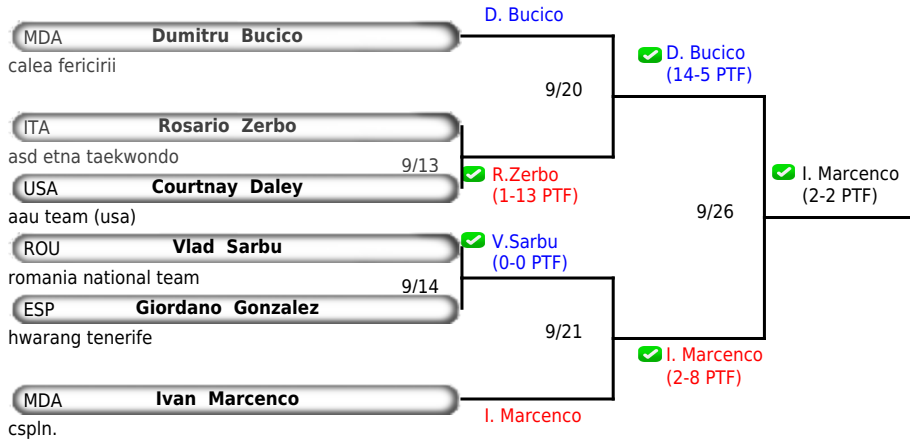 D. Bucico
MDA Dumitru Bucico
calea fericirii
D. Bucico
(14-5 PTF)
9/20
ITA Rosario Zerbo
asd etna taekwondo
9/13
R.Zerbo
(1-13 PTF)
USA Courtnay Daley
aau team (usa)
I. Marcenco
(2-2 PTF)
9/26
ROU Vlad Sarbu
V.Sarbu
(0-0 PTF)
romania national team
9/14
ESP Giordano Gonzalez
hwarang tenerife
9/21
I. Marcenco
(2-8 PTF)
MDA Ivan Marcenco
I. Marcenco
cspln.